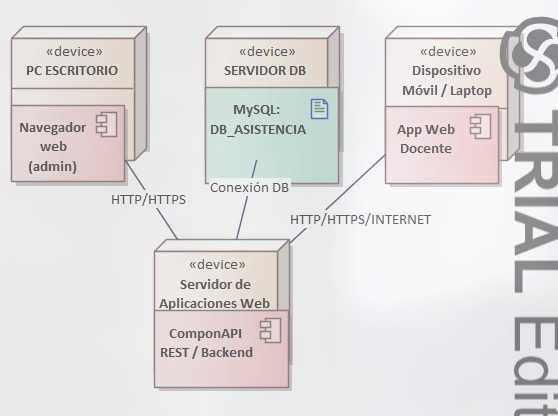 «device»
PC ESCRITORIO
Navegador
web
(admin)
«device»
SERVIDOR DB
MySQL:
DB_ASISTENCIA
«device»
Dispositivo
Móvil / Laptop
App Web
Docente
HTTP/HTTPS
Conexión DB
HTTP/HTTPS/INTERNET
«device»
Servidor de
Aplicaciones Web
ComponAPI
REST / Backend
TRIAL Edit